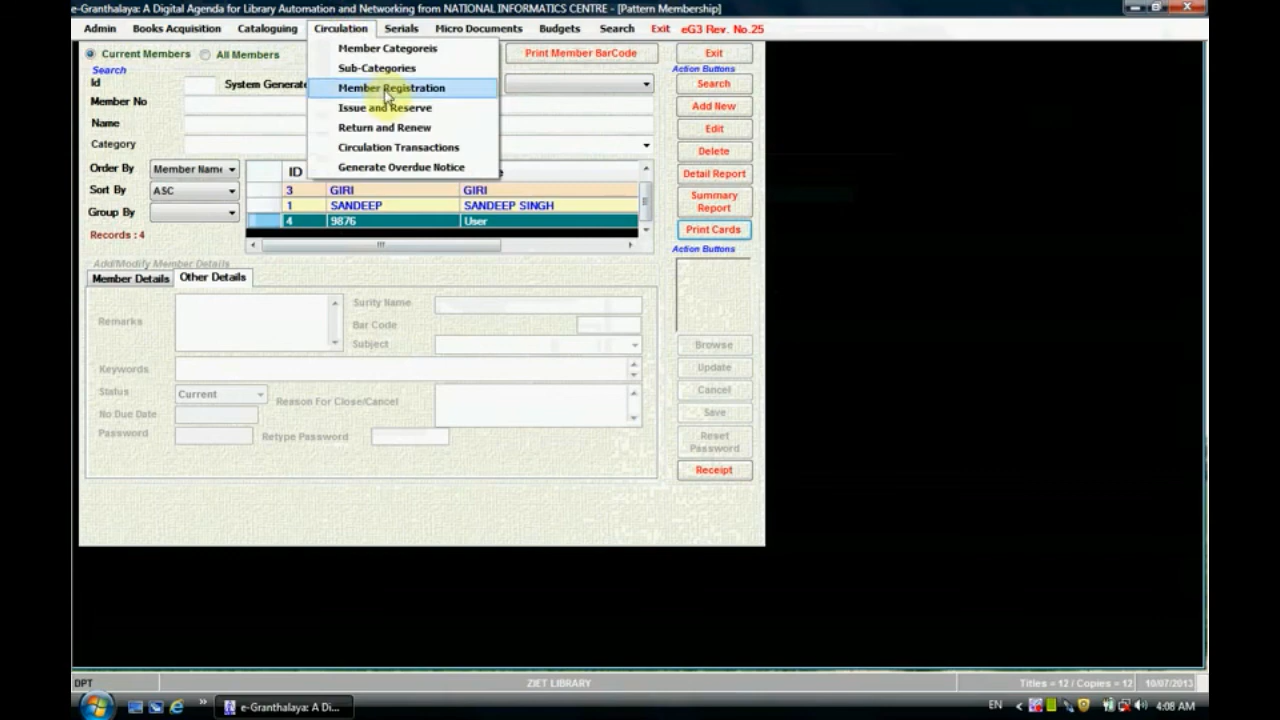 e-Granthalaya: A Digital Agenda for Library Automation and Networking from NATIONAL INFORMATICS CENTRE - [Pattern Membership]
Admin Books Acquisition Cataloguing Circulation Serials Micro Documents Budgets Search Exit eG3 Rev. No.25
Member Categoreis
Sub-Categories
Member Registration
Issue and Reserve
Return and Renew
Circulation Transactions
Generate Overdue Notice
Current Members All Members Print Member BarCode Exit
Search Action Buttons
Id System Generate Search
Member No Add New
Name Edit
Category Delete
Order By Member Name ID Detail Report
Sort By ASC 3 GIRI GIRI Summary Report
1 SANDEEP SANDEEP SINGH
Group By 4 9876 User Print Cards
Records : 4 Action Buttons
Add/Modify Member Details
Member Details Other Details
Remarks Surity Name
Bar Code
Subject Browse
Keywords Update
Status Current Reason For Close/Cancel Cancel
No Due Date Save
Password Retype Password Reset Password
Receipt
DPT ZIET LIBRARY Titles = 12 / Copies = 12 10/07/2013
e-Granthalaya: A Di... EN 4:08 AM